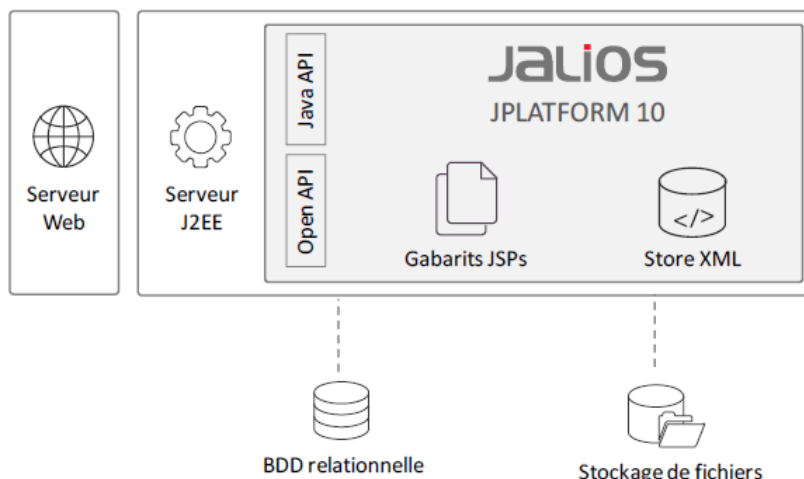 Serveur
Web
Serveur
J2EE
Java API
Open API
JALIOS
JPLATFORM 10
Gabarits JSPs
</>
Store XML
BDD relationnelle
Stockage de fichiers